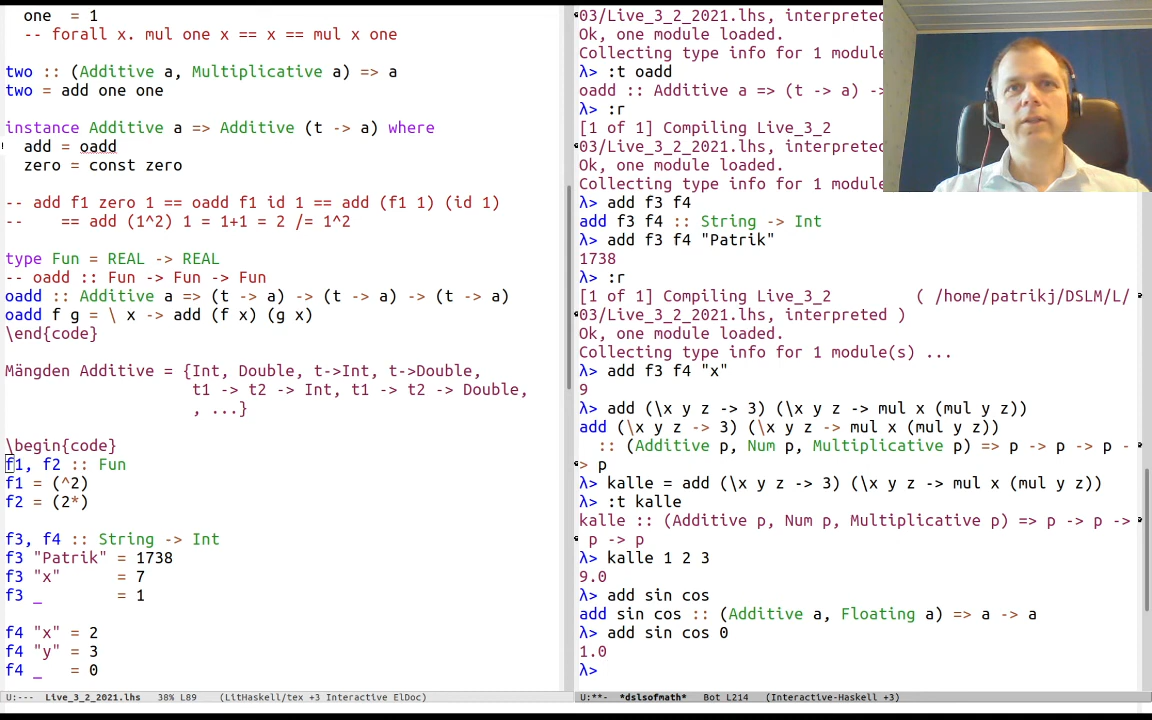 one  = 1
-- forall x. mul one x == x == mul x one
two :: (Additive a, Multiplicative a) => a
two = add one one
instance Additive a => Additive (t -> a) where
! add = oadd
zero = const zero
-- add f1 zero 1 == oadd f1 id 1 == add (f1 1) (id 1)
--    == add (1^2) 1 = 1+1 = 2 /= 1^2
type Fun = REAL -> REAL
-- oadd :: Fun -> Fun -> Fun
oadd :: Additive a => (t -> a) -> (t -> a) -> (t -> a)
oadd f g = \ x -> add (f x) (g x)
\end{code}
Mängden Additive = {Int, Double, t->Int, t->Double,
t1 -> t2 -> Int, t1 -> t2 -> Double,
, ...}
\begin{code}
f1, f2 :: Fun
f1 = (^2)
f2 = (2*)
f3, f4 :: String -> Int
f3 "Patrik" = 1738
f3 "x"      = 7
f3 _        = 1
f4 "x" = 2
f4 "y" = 3
f4 _   = 0
U:---  Live_3_2_2021.lhs   38% L89    (LitHaskell/tex +3 Interactive ElDoc)
03/Live_3_2_2021.lhs, interpreted
Ok, one module loaded.
Collecting type info for 1 module
λ> :t oadd
oadd :: Additive a => (t -> a) -
λ> :r
[1 of 1] Compiling Live_3_2
03/Live_3_2_2021.lhs, interpreted
Ok, one module loaded.
Collecting type info for 1 module
λ> add f3 f4
add f3 f4 :: String -> Int
λ> add f3 f4 "Patrik"
1738
λ> :r
[1 of 1] Compiling Live_3_2         ( /home/patrikj/DSLM/L/
03/Live_3_2_2021.lhs, interpreted )
Ok, one module loaded.
Collecting type info for 1 module(s) ...
λ> add f3 f4 "x"
9
λ> add (\x y z -> 3) (\x y z -> mul x (mul y z))
add (\x y z -> 3) (\x y z -> mul x (mul y z))
:: (Additive p, Num p, Multiplicative p) => p -> p -> p -
> p
λ> kalle = add (\x y z -> 3) (\x y z -> mul x (mul y z))
λ> :t kalle
kalle :: (Additive p, Num p, Multiplicative p) => p -> p ->
p -> p
λ> kalle 1 2 3
9.0
λ> add sin cos
add sin cos :: (Additive a, Floating a) => a -> a
λ> add sin cos 0
1.0
λ>
U:**-  *dslsofmath*   Bot L214   (Interactive-Haskell +3)